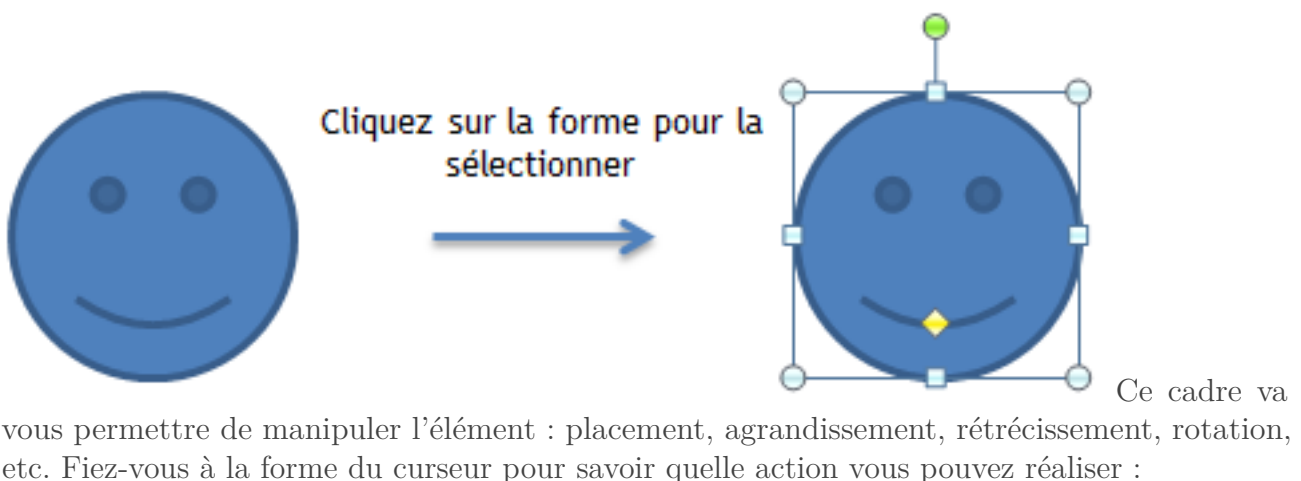 Cliquez sur la forme pour la
sélectionner
Ce cadre va
vous permettre de manipuler l'élément : placement, agrandissement, rétrécissement, rotation,
etc. Fiez-vous à la forme du curseur pour savoir quelle action vous pouvez réaliser :